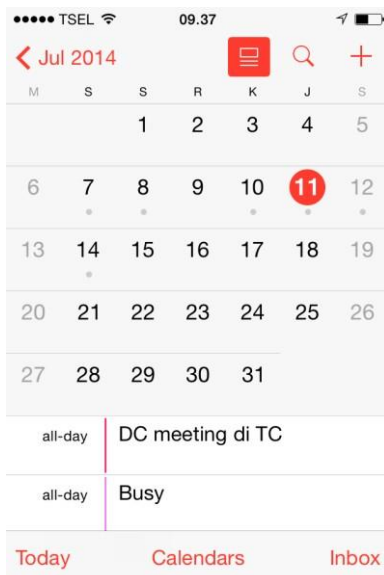 TSEL 09.37
Jul 2014
M S S R K J S
1 2 3 4 5
6 7 8 9 10 11 12
13 14 15 16 17 18 19
20 21 22 23 24 25 26
27 28 29 30 31
all-day DC meeting di TC
all-day Busy
Today Calendars Inbox